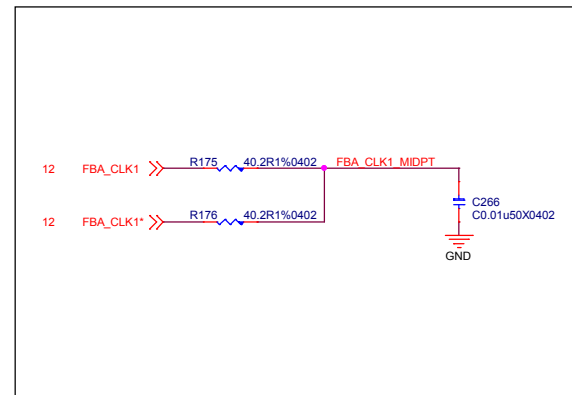 R175 40.2R1%0402 FBA_CLK1_MIDPT
12 FBA_CLK1
C266
C0.01u50X0402
R176 40.2R1%0402
12 FBA_CLK1*
GND